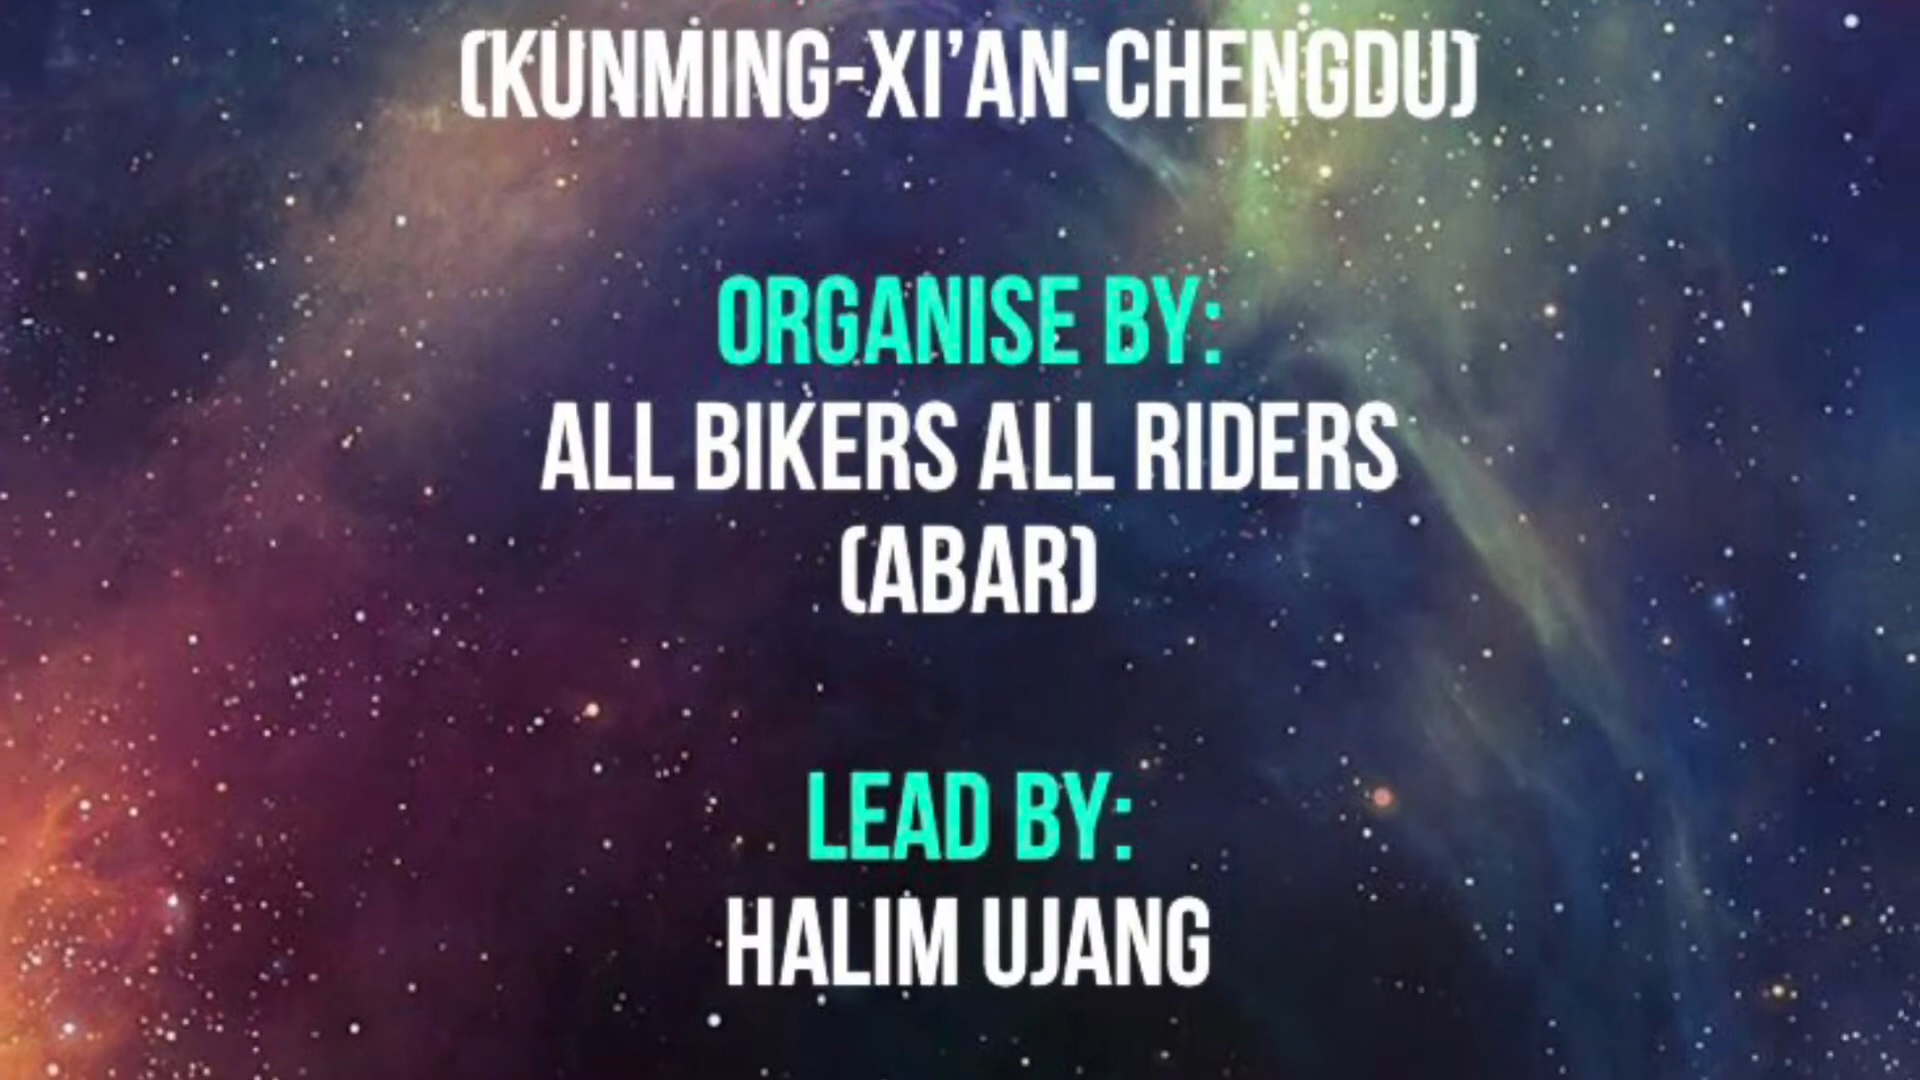 (KUNMING-XI'AN-CHENGDU)
ORGANISE BY:
ALL BIKERS ALL RIDERS
(ABAR)
LEAD BY:
HALIM UJANG